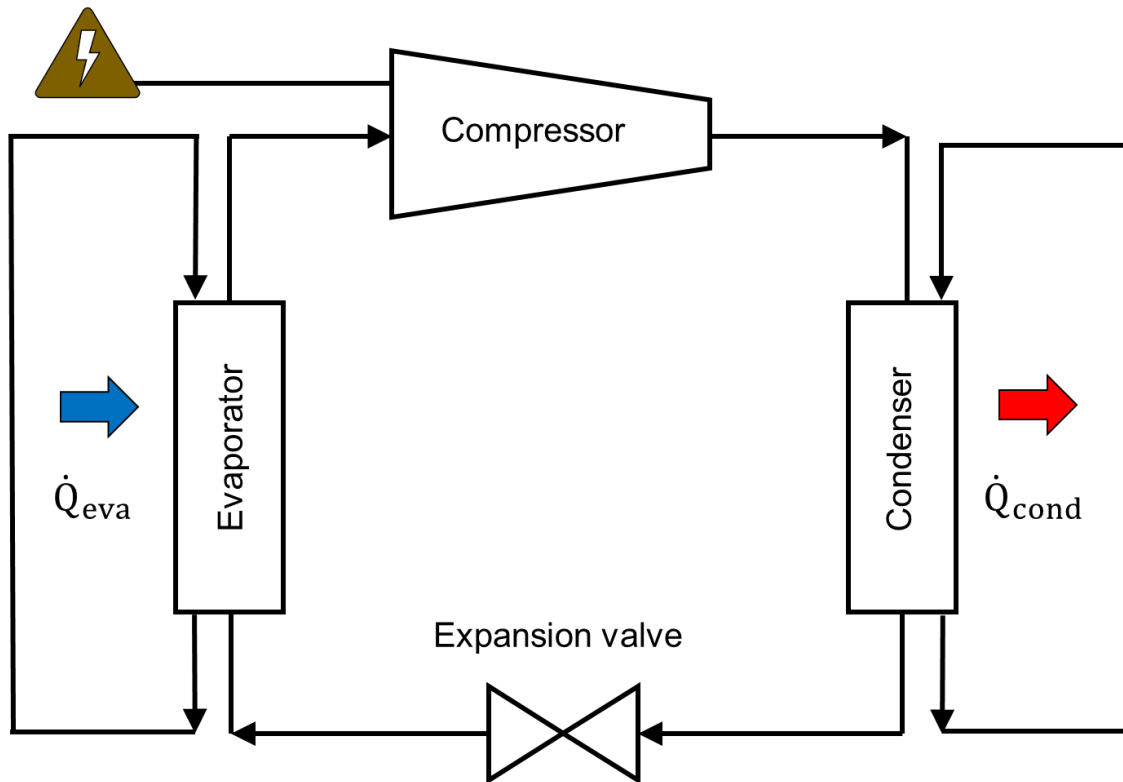 Compressor
Evaporator
Condenser
Q̇eva
Q̇cond
Expansion valve